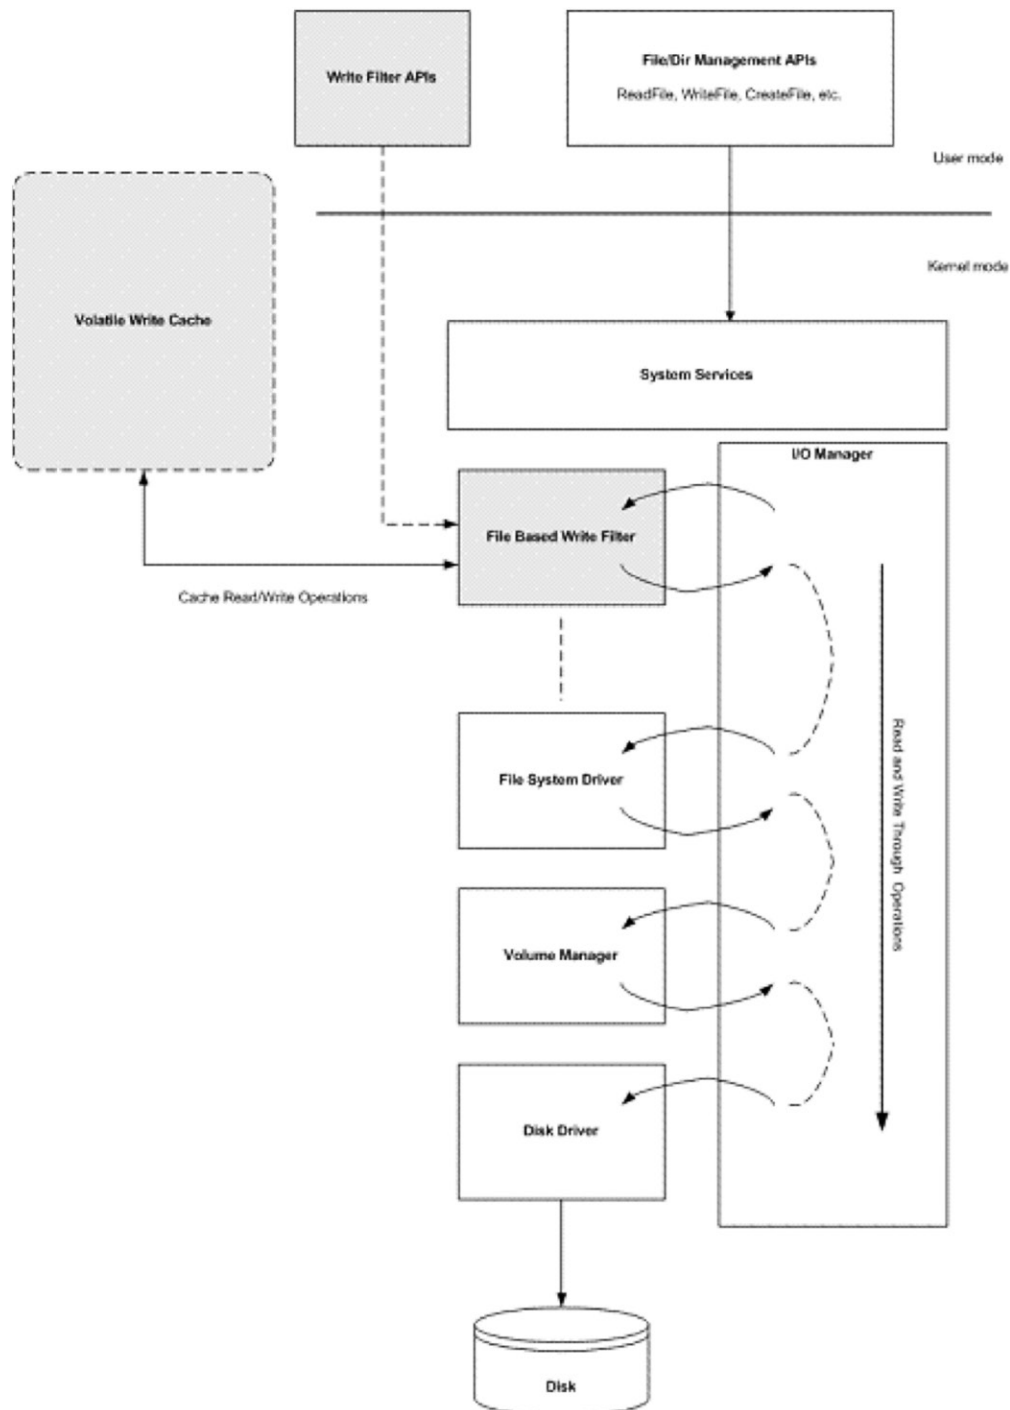 Write Filter APIs
File/Dir Management APIs
ReadFile, WriteFile, CreateFile, etc.
User mode
Kernel mode
Volatile Write Cache
System Services
I/O Manager
File Based Write Filter
Cache Read/Write Operations
Read and Write Through Operations
File System Driver
Volume Manager
Disk Driver
Disk